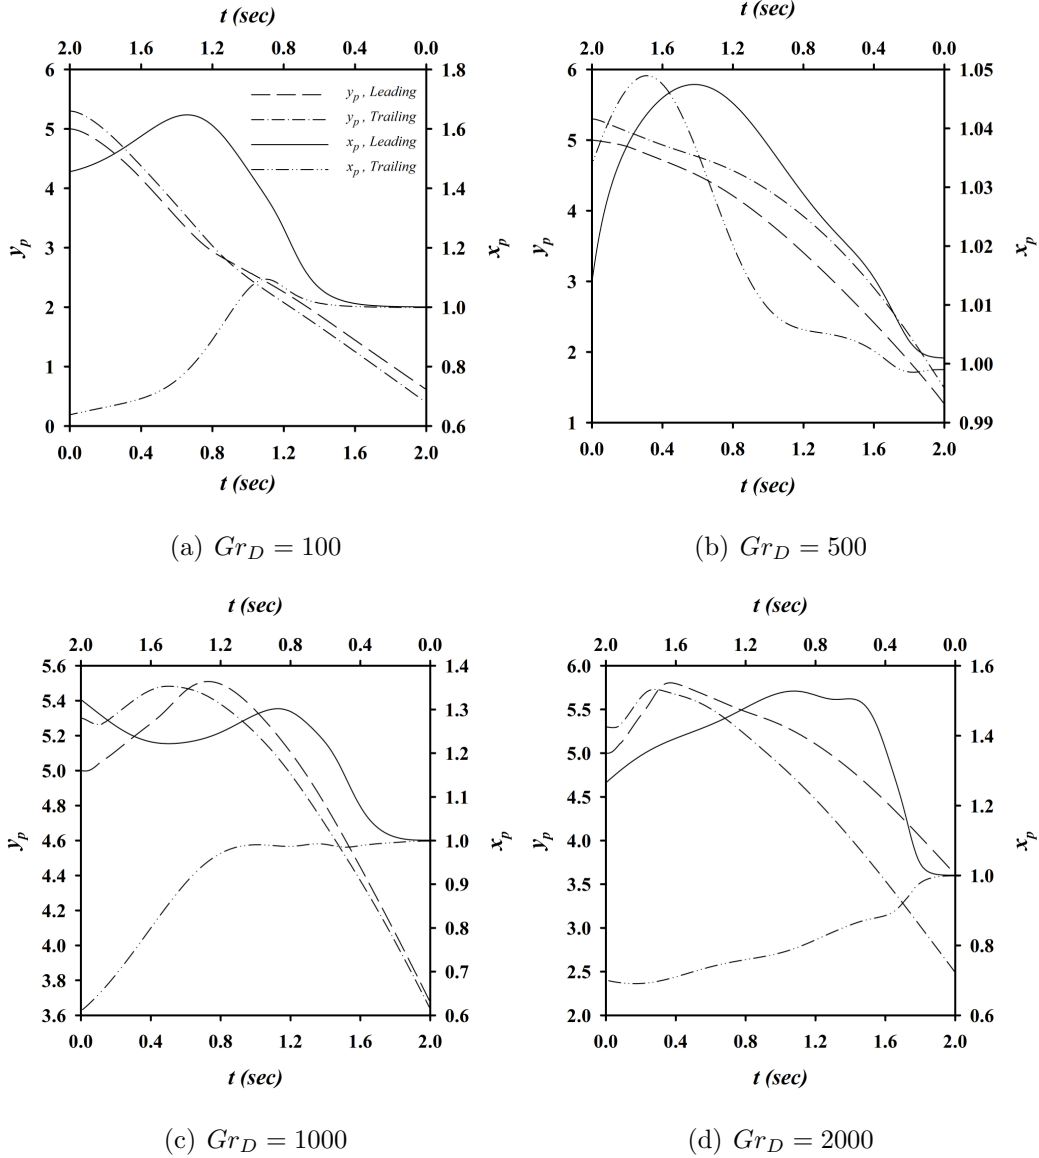 t (sec)
2.0 1.6 1.2 0.8 0.4 0.0
6 5 4 3 2 1 0
y_p
1.8 1.6 1.4 1.2 1.0 0.8 0.6
x_p
y_p , Leading
y_p , Trailing
x_p , Leading
x_p , Trailing
0.0 0.4 0.8 1.2 1.6 2.0
t (sec)
(a) Gr_D = 100
t (sec)
2.0 1.6 1.2 0.8 0.4 0.0
6 5 4 3 2 1
y_p
1.05 1.04 1.03 1.02 1.01 1.00 0.99
x_p
0.0 0.4 0.8 1.2 1.6 2.0
t (sec)
(b) Gr_D = 500
t (sec)
2.0 1.6 1.2 0.8 0.4 0.0
5.6 5.4 5.2 5.0 4.8 4.6 4.4 4.2 4.0 3.8 3.6
y_p
1.4 1.3 1.2 1.1 1.0 0.9 0.8 0.7 0.6
x_p
0.0 0.4 0.8 1.2 1.6 2.0
t (sec)
(c) Gr_D = 1000
t (sec)
2.0 1.6 1.2 0.8 0.4 0.0
6.0 5.5 5.0 4.5 4.0 3.5 3.0 2.5 2.0
y_p
1.6 1.4 1.2 1.0 0.8 0.6
x_p
0.0 0.4 0.8 1.2 1.6 2.0
t (sec)
(d) Gr_D = 2000